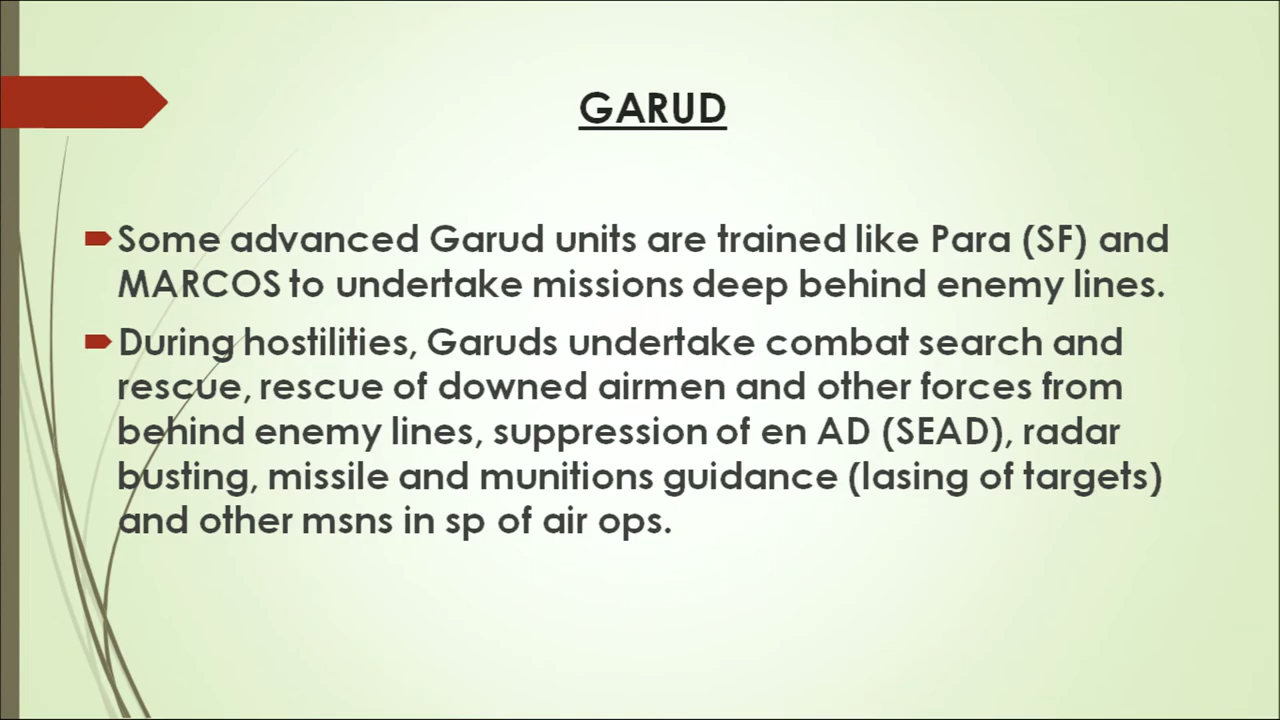 GARUD
Some advanced Garud units are trained like Para (SF) and
MARCOS to undertake missions deep behind enemy lines.
During hostilities, Garuds undertake combat search and
rescue, rescue of downed airmen and other forces from
behind enemy lines, suppression of en AD (SEAD), radar
busting, missile and munitions guidance (lasing of targets)
and other msns in sp of air ops.